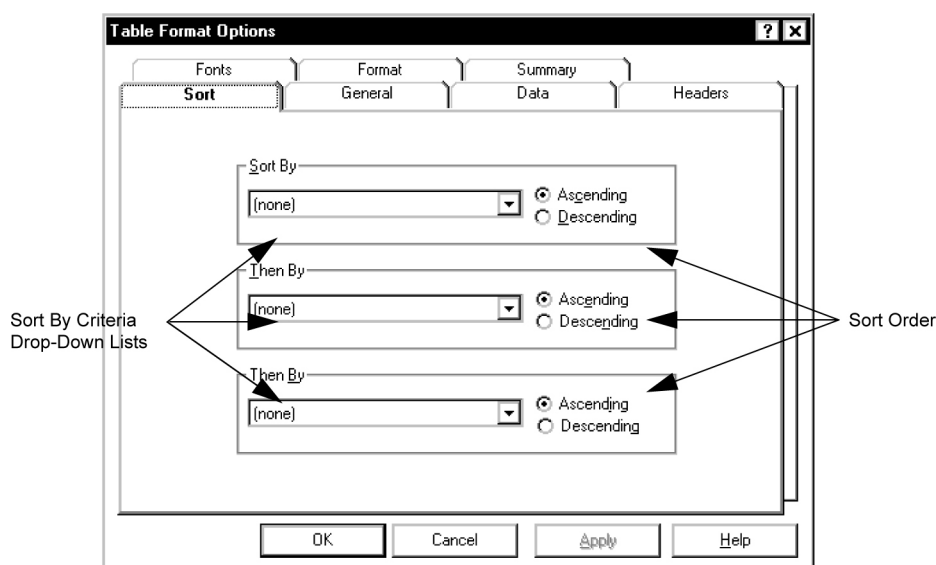 Table Format Options
Fonts Format Summary
Sort General Data Headers
Sort By
(none)
Ascending
Descending
Then By
(none)
Ascending
Descending
Then By
(none)
Ascending
Descending
Sort By Criteria
Drop-Down Lists
Sort Order
OK Cancel Apply Help